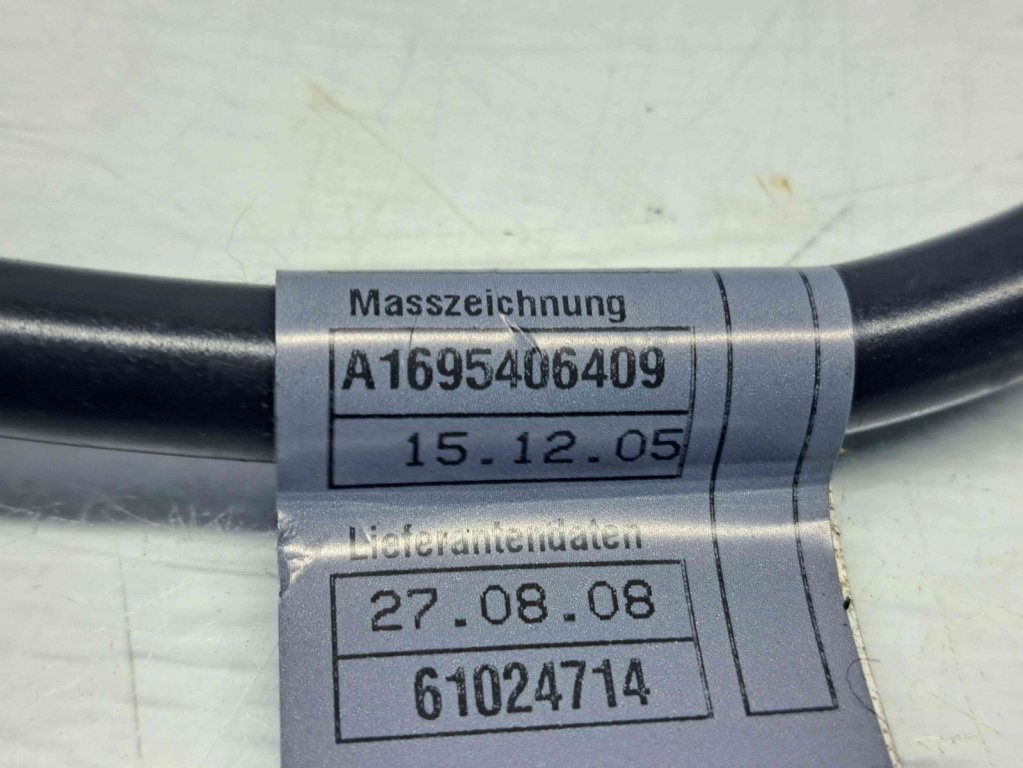 Masszeichnung
A1695406409
15.12.05
Lieferantendaten
27.08.08
61024714